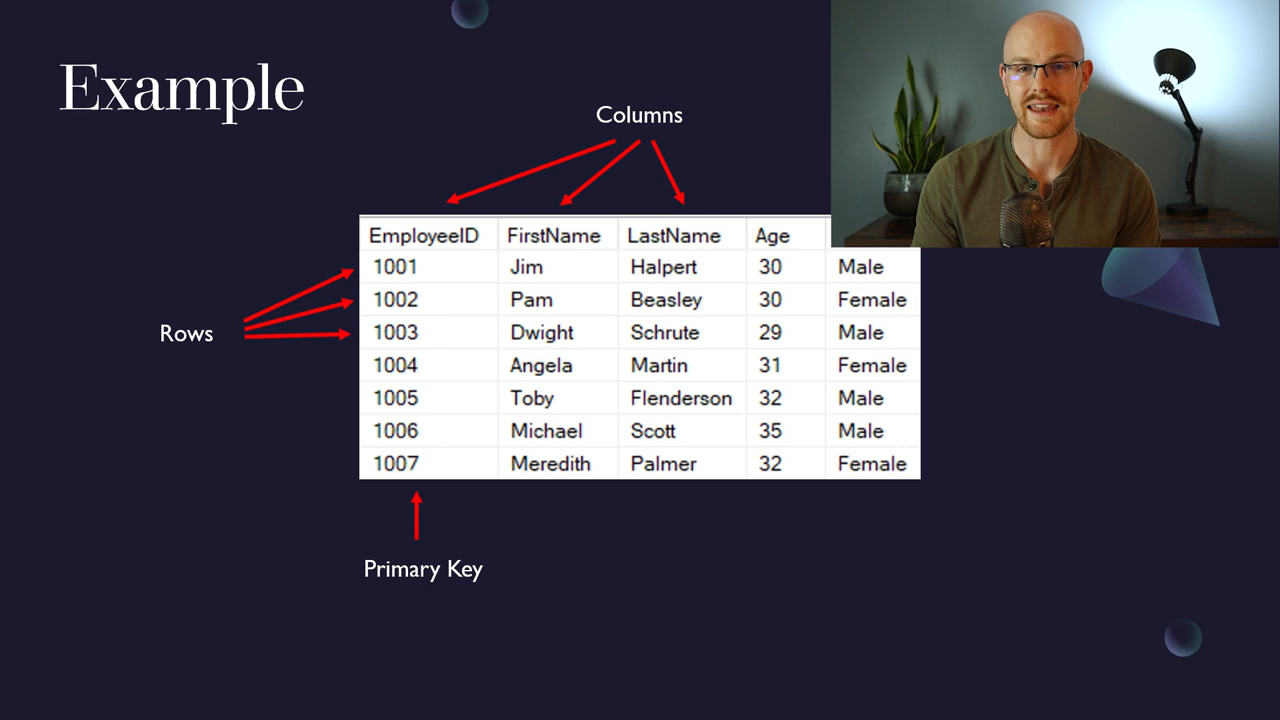 Example
Columns
EmployeeID FirstName LastName Age
1001 Jim Halpert 30 Male
1002 Pam Beasley 30 Female
Rows
1003 Dwight Schrute 29 Male
1004 Angela Martin 31 Female
1005 Toby Flenderson 32 Male
1006 Michael Scott 35 Male
1007 Meredith Palmer 32 Female
Primary Key